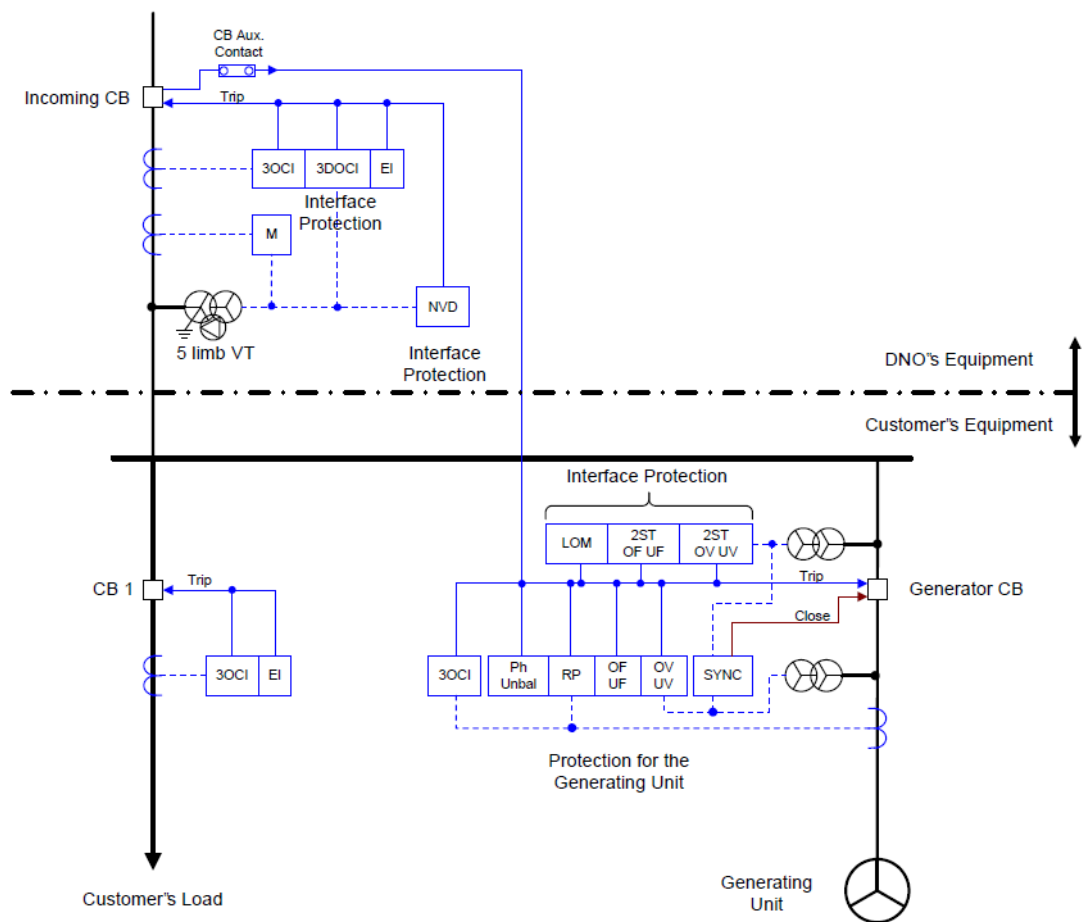 CB Aux.
Contact
Incoming CB
Trip
3OCI
3DOCI
EI
Interface
Protection
M
NVD
5 limb VT
Interface
Protection
DNO"s Equipment
Customer"s Equipment
Interface Protection
LOM
2ST
OF UF
2ST
OV UV
CB 1
Trip
Trip
Generator CB
Close
3OCI
EI
3OCI
Ph
Unbal
RP
OF
UF
OV
UV
SYNC
Protection for the
Generating Unit
Customer"s Load
Generating
Unit